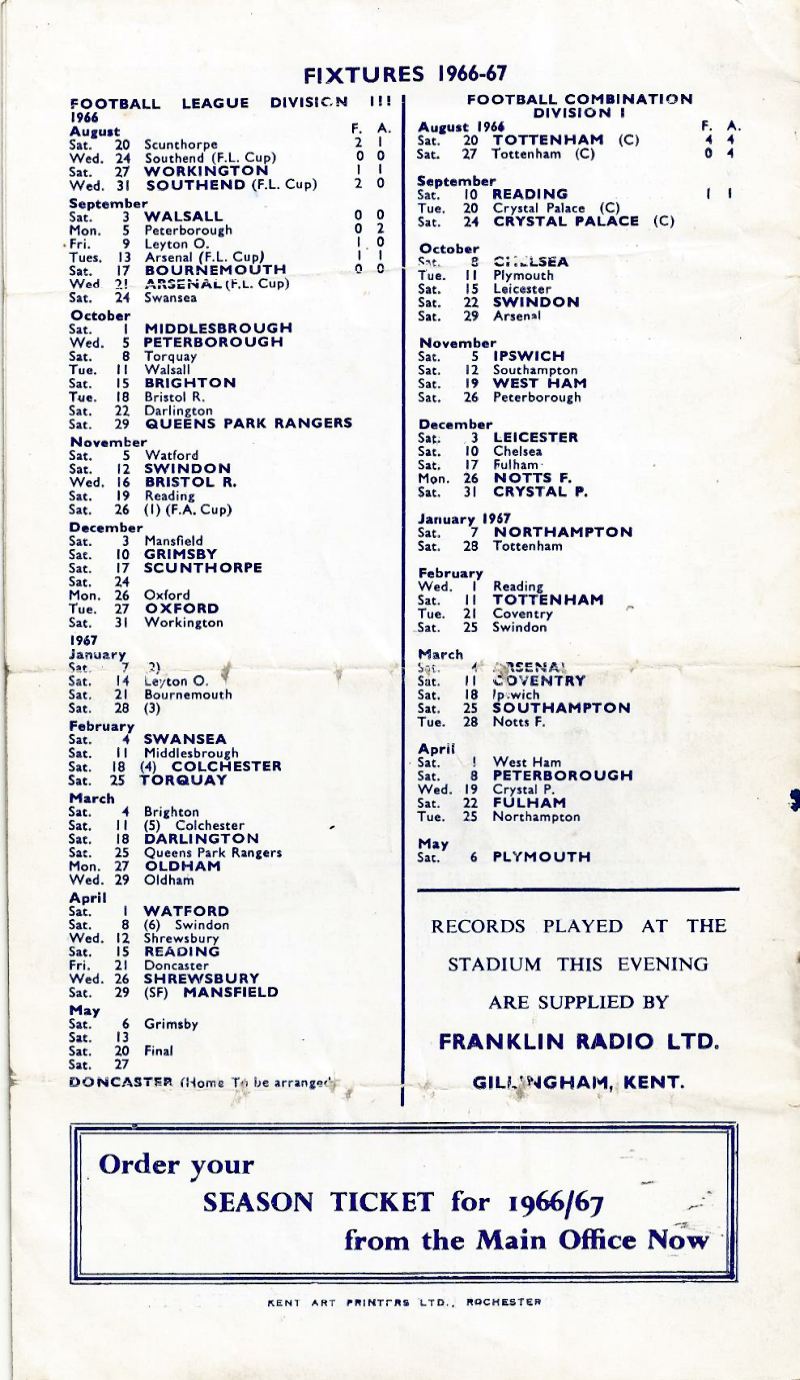 FIXTURES 1966-67
FOOTBALL LEAGUE DIVISION III
1966
August F. A.
Sat. 20 Scunthorpe 2 1
Wed. 24 Southend (F.L. Cup) 0 0
Sat. 27 WORKINGTON 1 1
Wed. 31 SOUTHEND (F.L. Cup) 2 0
September
Sat. 3 WALSALL 0 0
Mon. 5 Peterborough 0 2
Fri. 9 Leyton O. 1 0
Tues. 13 Arsenal (F.L. Cup) 1 1
Sat. 17 BOURNEMOUTH 0 0
Wed 21 ARSENAL (F.L. Cup)
Sat. 24 Swansea
October
Sat. 1 MIDDLESBROUGH
Wed. 5 PETERBOROUGH
Sat. 8 Torquay
Tue. 11 Walsall
Sat. 15 BRIGHTON
Tue. 18 Bristol R.
Sat. 22 Darlington
Sat. 29 QUEENS PARK RANGERS
November
Sat. 5 Watford
Sat. 12 SWINDON
Wed. 16 BRISTOL R.
Sat. 19 Reading
Sat. 26 (1) (F.A. Cup)
December
Sat. 3 Mansfield
Sat. 10 GRIMSBY
Sat. 17 SCUNTHORPE
Sat. 24
Mon. 26 Oxford
Tue. 27 OXFORD
Sat. 31 Workington
1967
January
Sat. 7 2)
Sat. 14 Leyton O.
Sat. 21 Bournemouth
Sat. 28 (3)
February
Sat. 4 SWANSEA
Sat. 11 Middlesbrough
Sat. 18 (4) COLCHESTER
Sat. 25 TORQUAY
March
Sat. 4 Brighton
Sat. 11 (5) Colchester
Sat. 18 DARLINGTON
Sat. 25 Queens Park Rangers
Mon. 27 OLDHAM
Wed. 29 Oldham
April
Sat. 1 WATFORD
Sat. 8 (6) Swindon
Wed. 12 Shrewsbury
Sat. 15 READING
Fri. 21 Doncaster
Wed. 26 SHREWSBURY
Sat. 29 (SF) MANSFIELD
May
Sat. 6 Grimsby
Sat. 13
Sat. 20 Final
Sat. 27
DONCASTER (Home To be arranged
FOOTBALL COMBINATION
DIVISION I
August 1966 F. A.
Sat. 20 TOTTENHAM (C) 4 4
Sat. 27 Tottenham (C) 0 4
September
Sat. 10 READING 1 1
Tue. 20 Crystal Palace (C)
Sat. 24 CRYSTAL PALACE (C)
October
Sat. 8 CHELSEA
Tue. 11 Plymouth
Sat. 15 Leicester
Sat. 22 SWINDON
Sat. 29 Arsenal
November
Sat. 5 IPSWICH
Sat. 12 Southampton
Sat. 19 WEST HAM
Sat. 26 Peterborough
December
Sat. 3 LEICESTER
Sat. 10 Chelsea
Sat. 17 Fulham
Mon. 26 NOTTS F.
Sat. 31 CRYSTAL P.
January 1967
Sat. 7 NORTHAMPTON
Sat. 28 Tottenham
February
Wed. 1 Reading
Sat. 11 TOTTENHAM
Tue. 21 Coventry
Sat. 25 Swindon
March
Sat. 4 ARSENAL
Sat. 11 COVENTRY
Sat. 18 Ipswich
Sat. 25 SOUTHAMPTON
Tue. 28 Notts F.
April
Sat. 1 West Ham
Sat. 8 PETERBOROUGH
Wed. 19 Crystal P.
Sat. 22 FULHAM
Tue. 25 Northampton
May
Sat. 6 PLYMOUTH
RECORDS PLAYED AT THE
STADIUM THIS EVENING
ARE SUPPLIED BY
FRANKLIN RADIO LTD.
GILLINGHAM, KENT.
Order your
SEASON TICKET for 1966/67
from the Main Office Now
KENT ART PRINTERS LTD., ROCHESTER